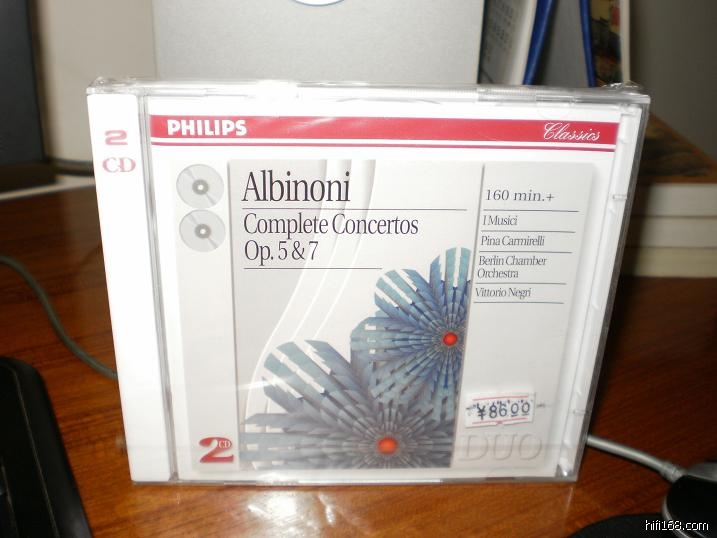 2
CD
PHILIPS
Classics
Albinoni
Complete Concertos
Op. 5 & 7
160 min.+
I Musici
Pina Carmirelli
Berlin Chamber
Orchestra
Vittorio Negri
¥86.00
2CD
DUO
hifi168.com